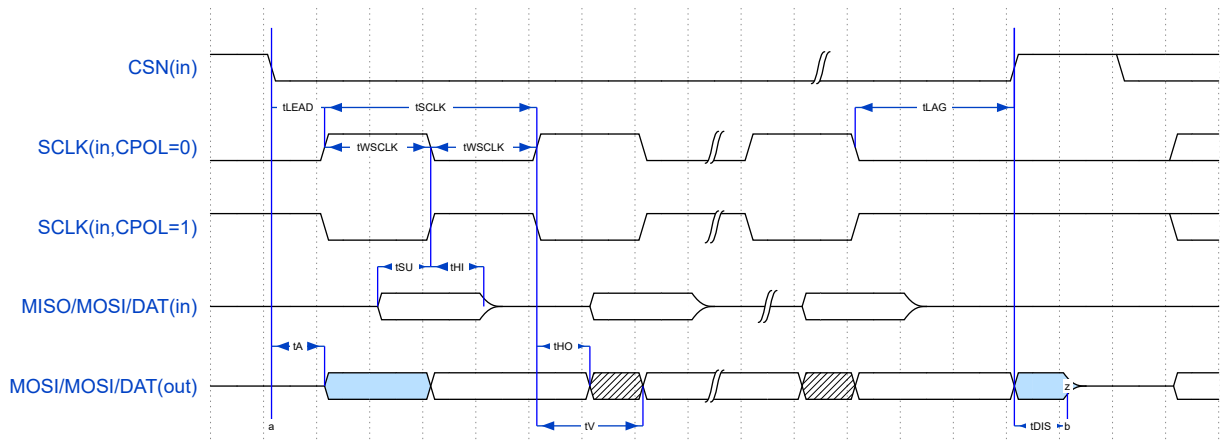 CSN(in)
tLEAD tSCLK tLAG
SCLK(in,CPOL=0)
tWSCLK tWSCLK
SCLK(in,CPOL=1)
tSU tHI
MISO/MOSI/DAT(in)
tA tHO
MOSI/MOSI/DAT(out)
z
a tV tDIS b